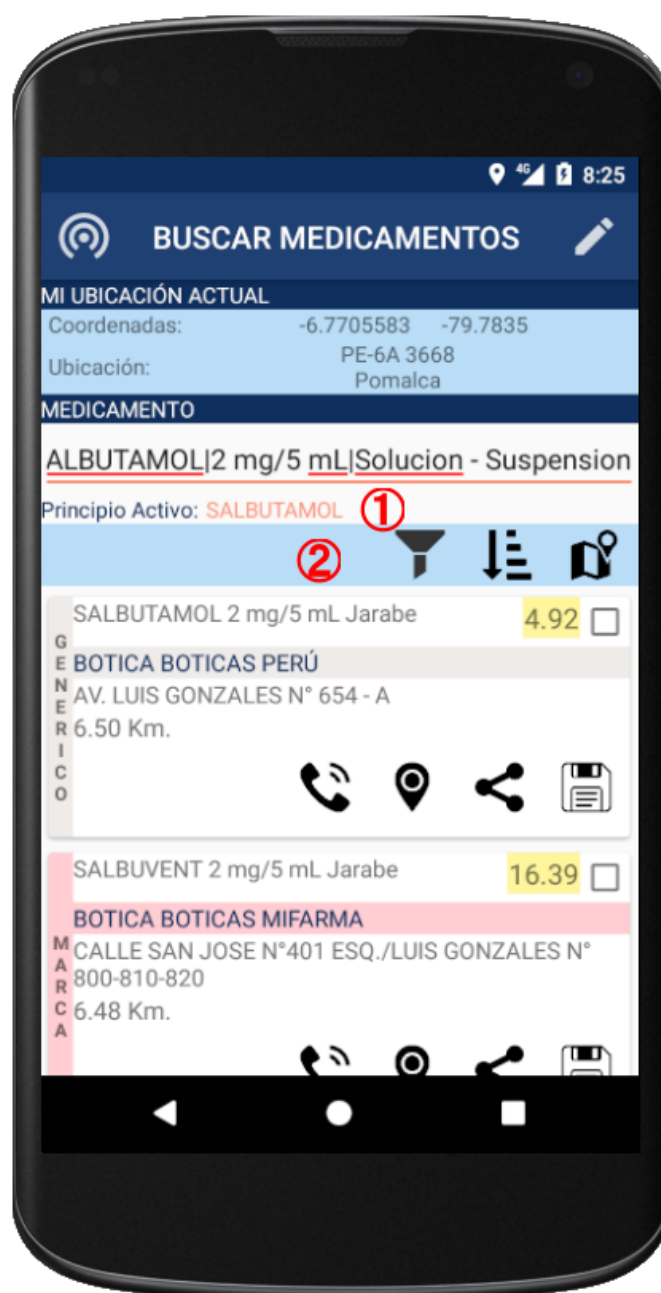 4G 8:25
BUSCAR MEDICAMENTOS
MI UBICACIÓN ACTUAL
Coordenadas: -6.7705583 -79.7835
Ubicación: PE-6A 3668
Pomalca
MEDICAMENTO
ALBUTAMOL|2 mg/5 mL|Solucion - Suspension
Principio Activo: SALBUTAMOL ①
②
GENERICO
SALBUTAMOL 2 mg/5 mL Jarabe 4.92
BOTICA BOTICAS PERÚ
AV. LUIS GONZALES N° 654 - A
6.50 Km.
MARCA
SALBUVENT 2 mg/5 mL Jarabe 16.39
BOTICA BOTICAS MIFARMA
CALLE SAN JOSE N°401 ESQ./LUIS GONZALES N°
800-810-820
6.48 Km.